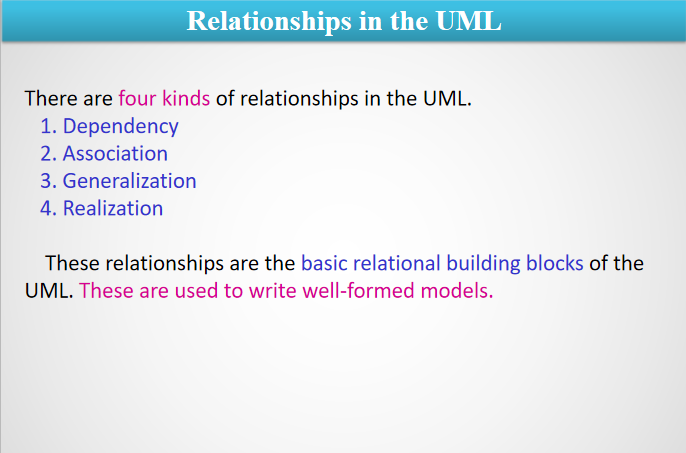 Relationships in the UML
There are four kinds of relationships in the UML.
1. Dependency
2. Association
3. Generalization
4. Realization
These relationships are the basic relational building blocks of the
UML. These are used to write well-formed models.